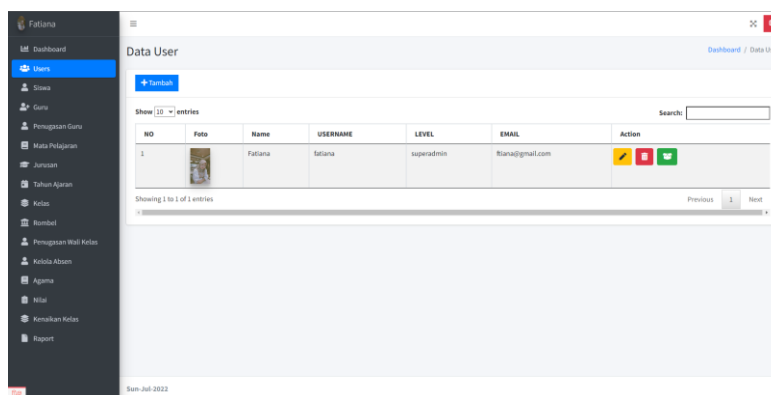 Fatiana
Dashboard
Users
Siswa
Guru
Penugasan Guru
Mata Pelajaran
Jurusan
Tahun Ajaran
Kelas
Rombel
Penugasan Wali Kelas
Kelola Absen
Agama
Nilai
Kenaikan Kelas
Raport
Data User
Dashboard / Data U
+Tambah
Show 10 entries
Search:
NO Foto Name USERNAME LEVEL EMAIL Action
1 Fatiana fatiana superadmin ftiana@gmail.com
Showing 1 to 1 of 1 entries
Previous 1 Next
Sun-Jul-2022